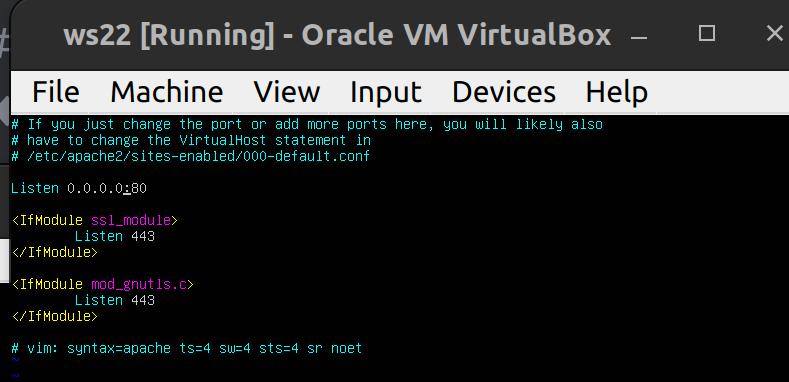 ws22 [Running] - Oracle VM VirtualBox
File Machine View Input Devices Help
# If you just change the port or add more ports here, you will likely also
# have to change the VirtualHost statement in
# /etc/apache2/sites-enabled/000-default.conf
Listen 0.0.0.0:80
<IfModule ssl_module>
Listen 443
</IfModule>
<IfModule mod_gnutls.c>
Listen 443
</IfModule>
# vim: syntax=apache ts=4 sw=4 sts=4 sr noet
~
~